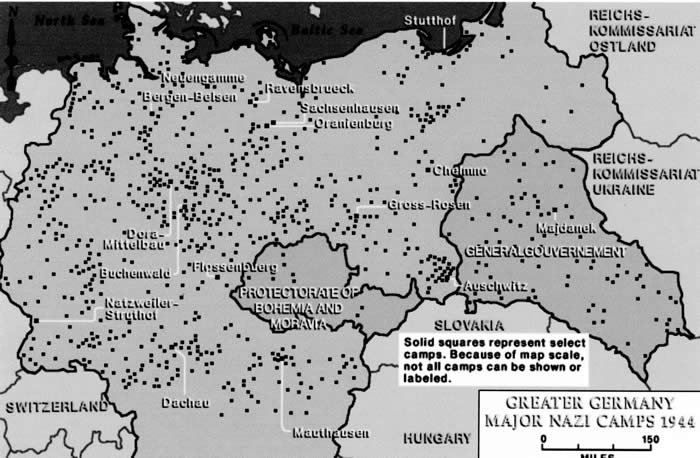 North Sea
Baltic Sea
Stutthof
REICHS-
KOMMISSARIAT
OSTLAND
N
Neuengamme
Bergen-Belsen
Ravensbrueck
Sachsenhausen
Oranienburg
REICHS-
KOMMISSARIAT
UKRAINE
Chelmno
Gross-Rosen
Majdanek
Dora-
Mittelbau
GENERALGOUVERNEMENT
Buchenwald
Flossenbuerg
Auschwitz
PROTECTORATE OF
BOHEMIA AND
MORAVIA
Natzweiler-
Struthof
SLOVAKIA
Solid squares represent select
camps. Because of map scale,
not all camps can be shown or
labeled.
SWITZERLAND
Dachau
Mauthausen
HUNGARY
GREATER GERMANY
MAJOR NAZI CAMPS 1944
0 150
MILES